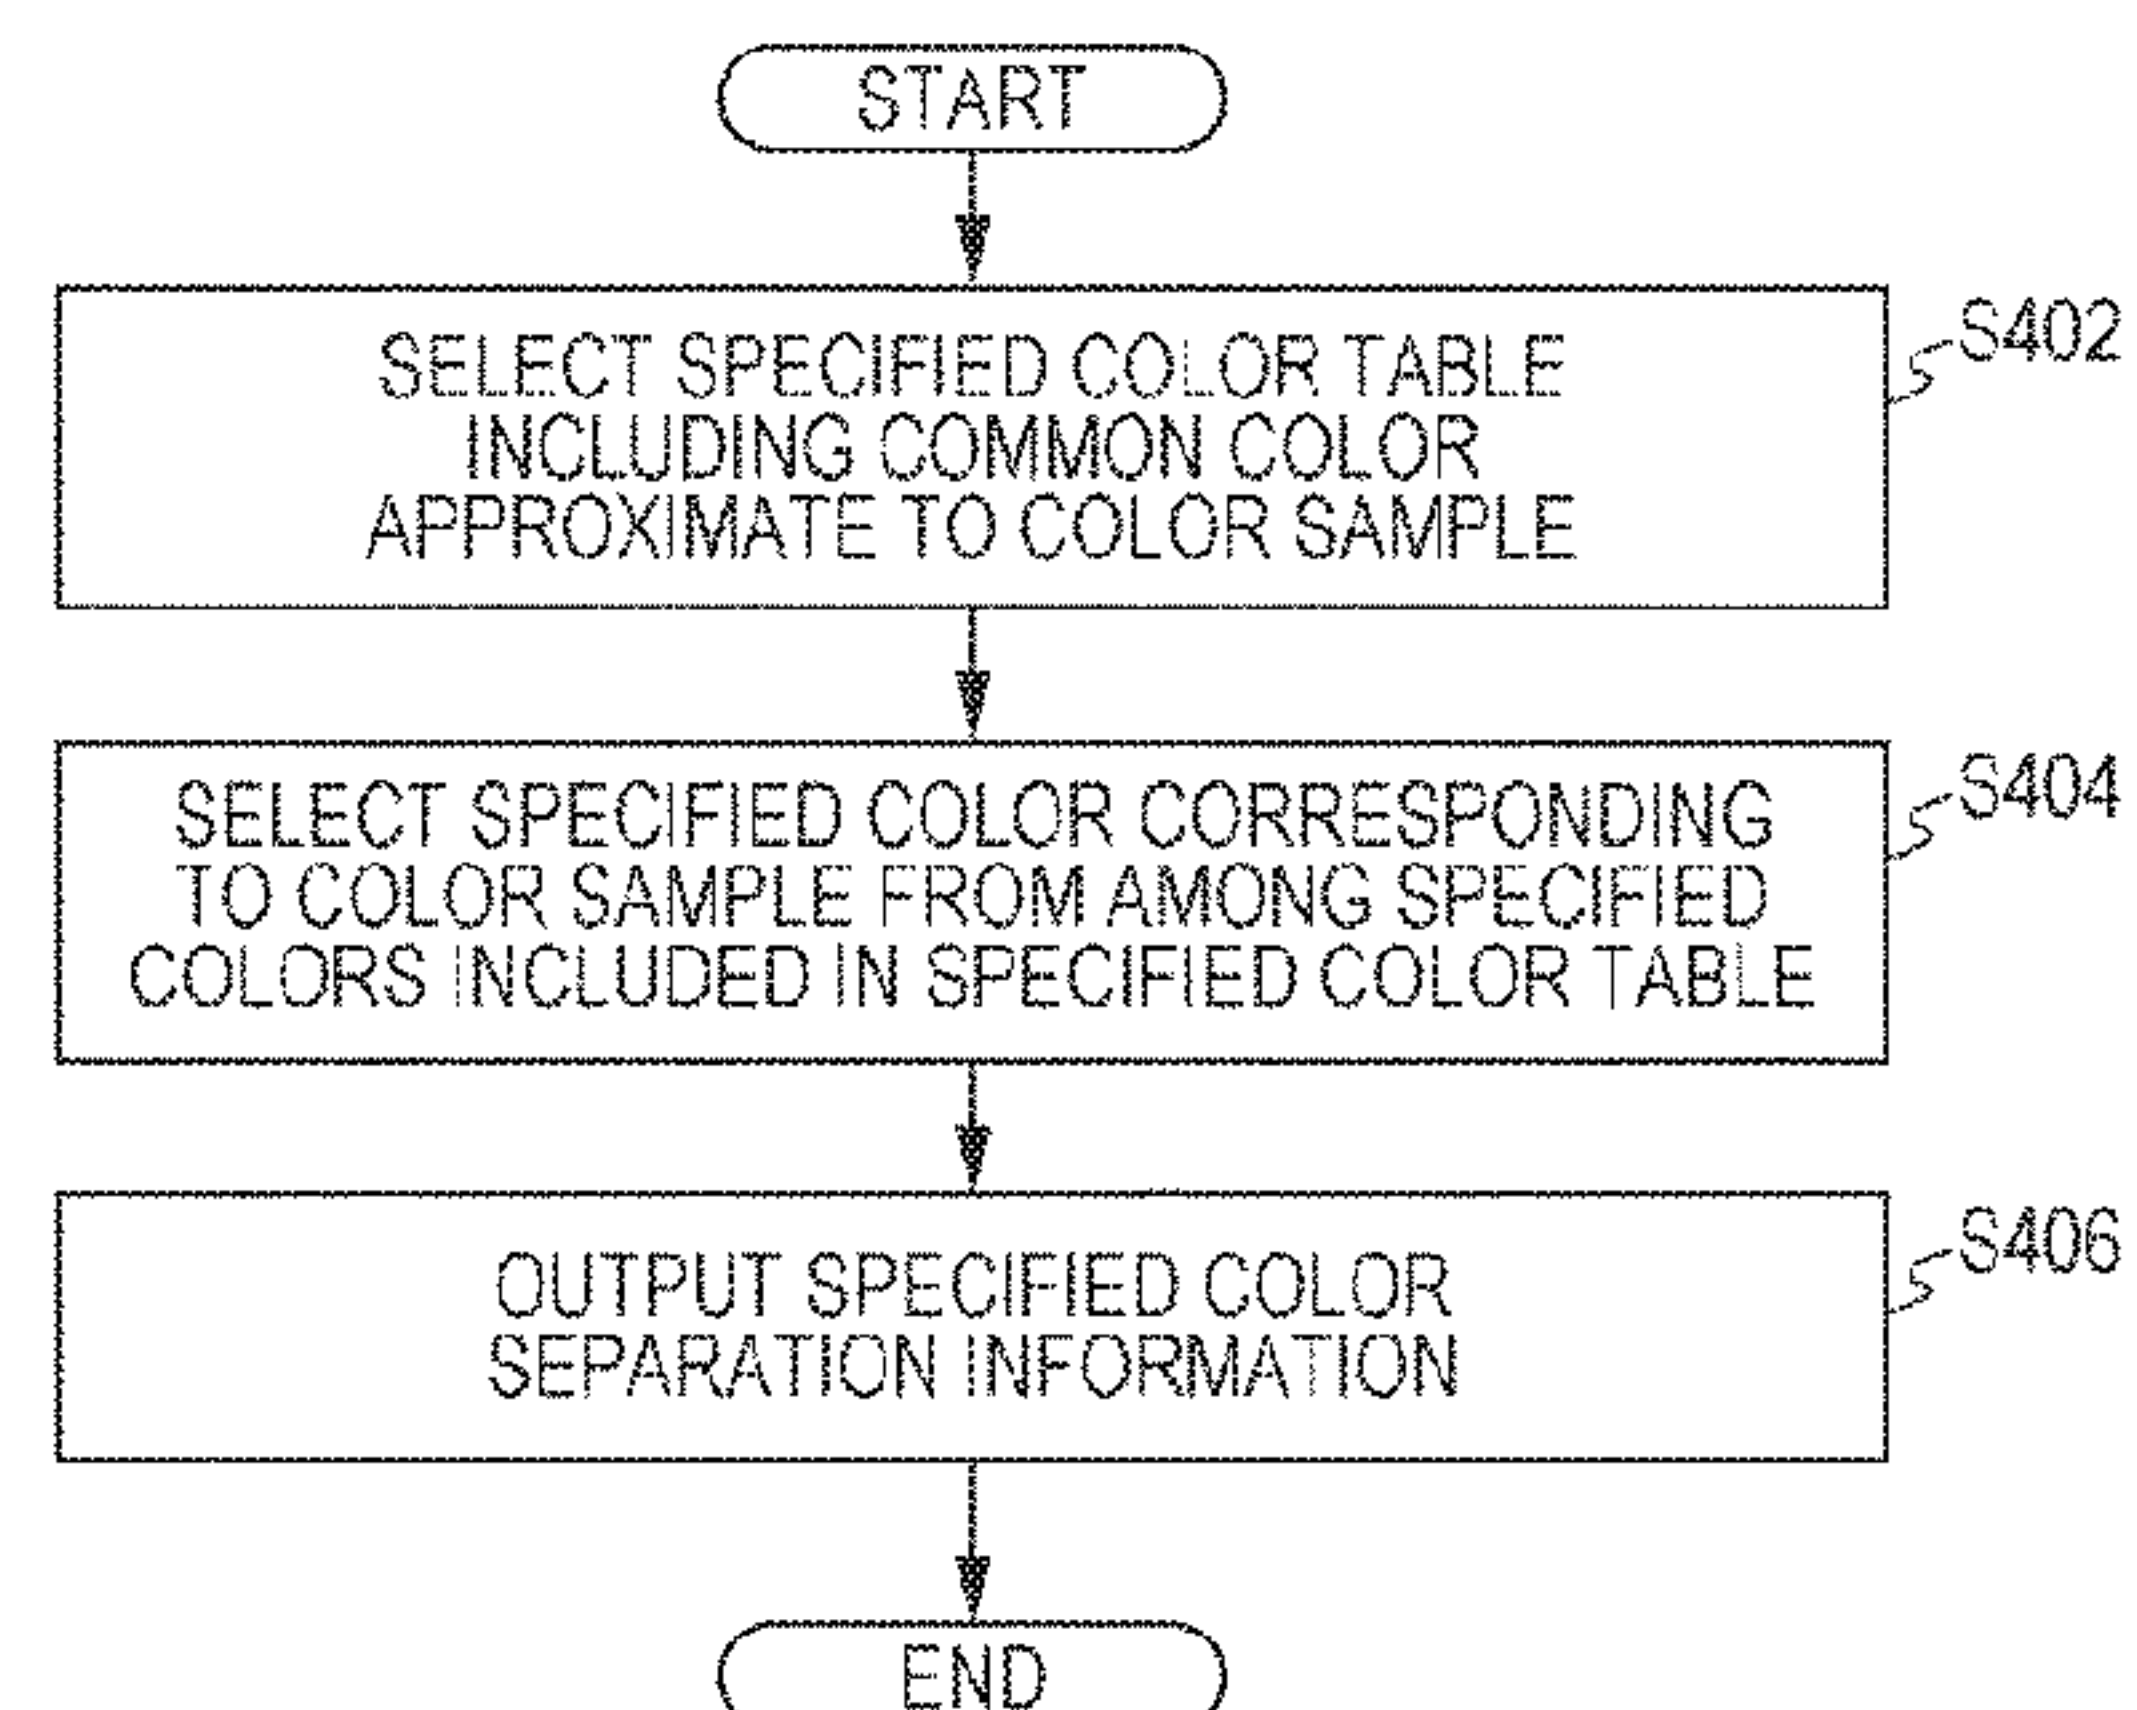 START
S402
SELECT SPECIFIED COLOR TABLE
INCLUDING COMMON COLOR
APPROXIMATE TO COLOR SAMPLE
S404
SELECT SPECIFIED COLOR CORRESPONDING
TO COLOR SAMPLE FROM AMONG SPECIFIED
COLORS INCLUDED IN SPECIFIED COLOR TABLE
S406
OUTPUT SPECIFIED COLOR
SEPARATION INFORMATION
END